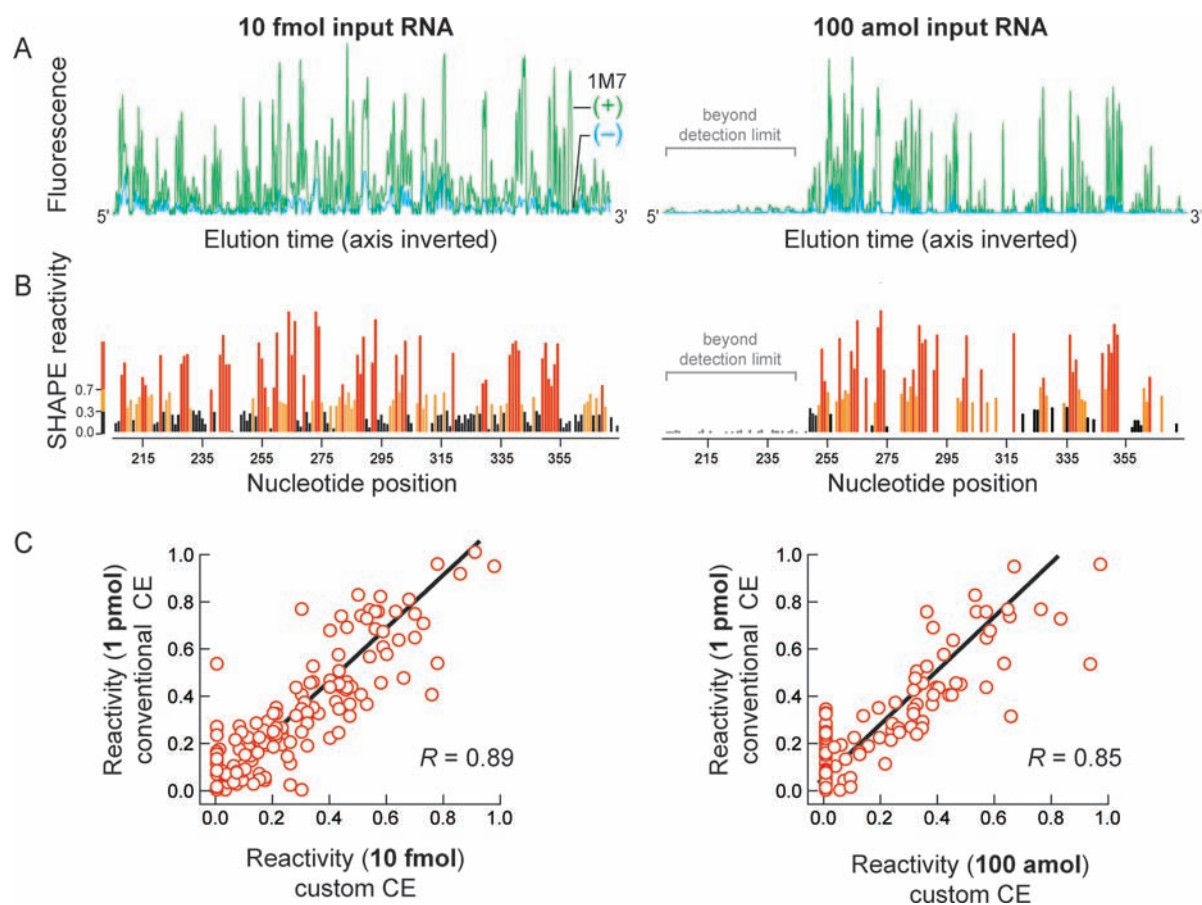 10 fmol input RNA
100 amol input RNA
A
Fluorescence
1M7
(+)
(−)
5'
3'
Elution time (axis inverted)
beyond
detection limit
5'
3'
Elution time (axis inverted)
B
SHAPE reactivity
0.7
0.3
0.0
215 235 255 275 295 315 335 355
Nucleotide position
beyond
detection limit
215 235 255 275 295 315 335 355
Nucleotide position
C
Reactivity (1 pmol)
conventional CE
1.0
0.8
0.6
0.4
0.2
0.0
R = 0.89
0.0 0.2 0.4 0.6 0.8 1.0
Reactivity (10 fmol)
custom CE
Reactivity (1 pmol)
conventional CE
1.0
0.8
0.6
0.4
0.2
0.0
R = 0.85
0.0 0.2 0.4 0.6 0.8 1.0
Reactivity (100 amol)
custom CE